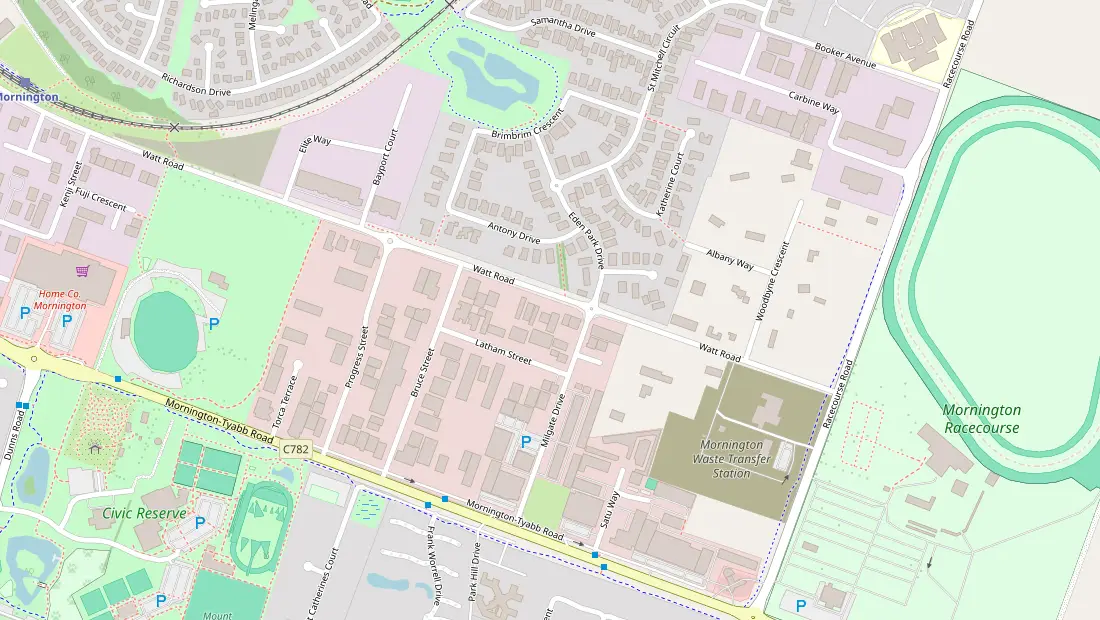 Samantha Drive
St Mitchell Circuit
Booker Avenue
Racecourse Road
Richardson Drive
Mornington
Carbine Way
Brimbrim Crescent
Elite Way
Bayport Court
Watt Road
Kenji Street
Fuji Crescent
Katherine Court
Antony Drive
Eden Park Drive
Albany Way
Woodbyne Crescent
Watt Road
Home Co.
Mornington
P
P
P
Progress Street
Latham Street
Bruce Street
Watt Road
Torca Terrace
Milgate Drive
Racecourse Road
Mornington
Racecourse
Mornington-Tyabb Road
C782
Dunns Road
P
Mornington
Waste Transfer
Station
Civic Reserve
P
Satu Way
Mornington-Tyabb Road
Frank Worrell Drive
Park Hill Drive
t Catherines Court
P
P
Mount